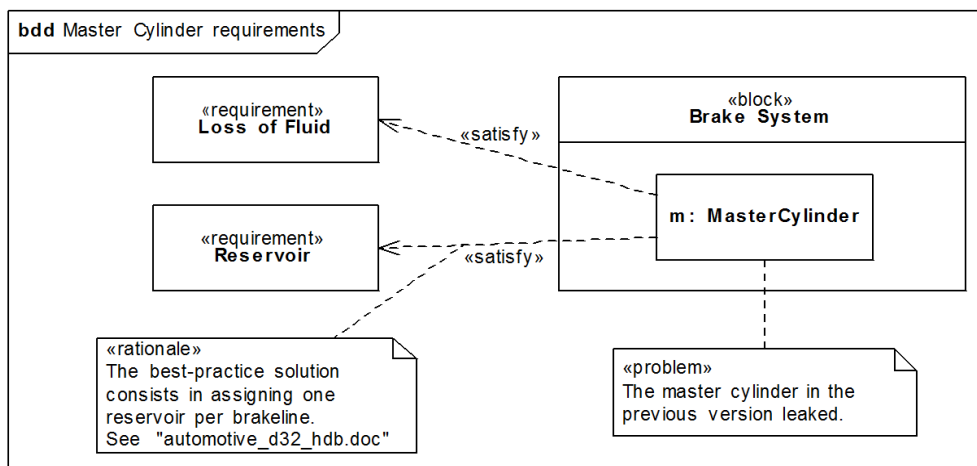 bdd Master Cylinder requirements
«requirement»
Loss of Fluid
«satisfy»
«block»
Brake System
m: MasterCylinder
«requirement»
Reservoir
«satisfy»
«rationale»
The best-practice solution
consists in assigning one
reservoir per brakeline.
See "automotive_d32_hdb.doc"
«problem»
The master cylinder in the
previous version leaked.